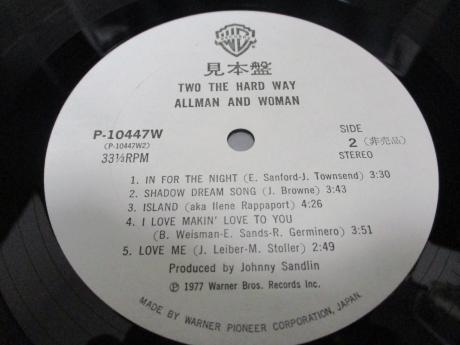 見本盤
TWO THE HARD WAY
ALLMAN AND WOMAN
P-10447W
(P-10447W2)
33⅓RPM
SIDE
2 (非売品)
STEREO
1. IN FOR THE NIGHT (E. Sanford-J. Townsend) 3:30
2. SHADOW DREAM SONG (J. Browne) 3:43
3. ISLAND (aka Ilene Rappaport) 4:26
4. I LOVE MAKIN' LOVE TO YOU
(B. Weisman-E. Sands-R. Germinero) 3:51
5. LOVE ME (J. Leiber-M. Stoller) 2:49
Produced by Johnny Sandlin
Ⓟ 1977 Warner Bros. Records Inc.
MADE BY WARNER PIONEER CORPORATION, JAPAN.